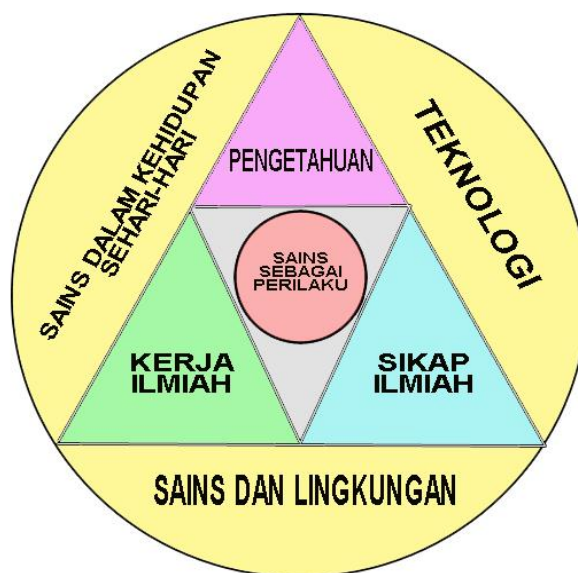 SAINS DALAM KEHIDUPAN
SEHARI-HARI
TEKNOLOGI
PENGETAHUAN
SAINS
SEBAGAI
PERILAKU
KERJA
ILMIAH
SIKAP
ILMIAH
SAINS DAN LINGKUNGAN